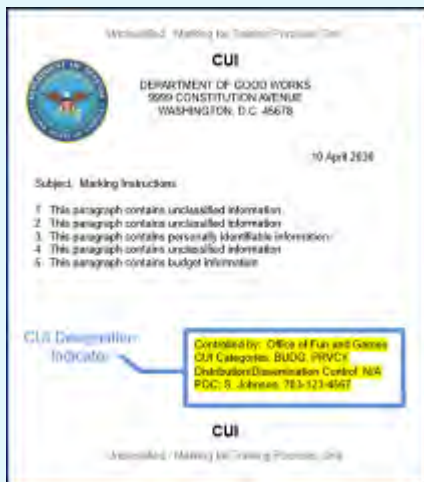 Unclassified - Marking for Training Purposes Only
CUI
DEPARTMENT OF GOOD WORKS
9999 CONSTITUTION AVENUE
WASHINGTON, D.C. 45678
10 April 2036
Subject: Marking Instructions
1 This paragraph contains unclassified information
2 This paragraph contains unclassified information
3 This paragraph contains personally identifiable information
4 This paragraph contains unclassified information
5 This paragraph contains budget information
CUI Designation
Indicator
Controlled by: Office of Fun and Games
CUI Categories: BUDG, PRVCY
Distribution/Dissemination Control: N/A
POC: S. Johnson, 763-123-4567
CUI
Unclassified - Marking for Training Purposes Only